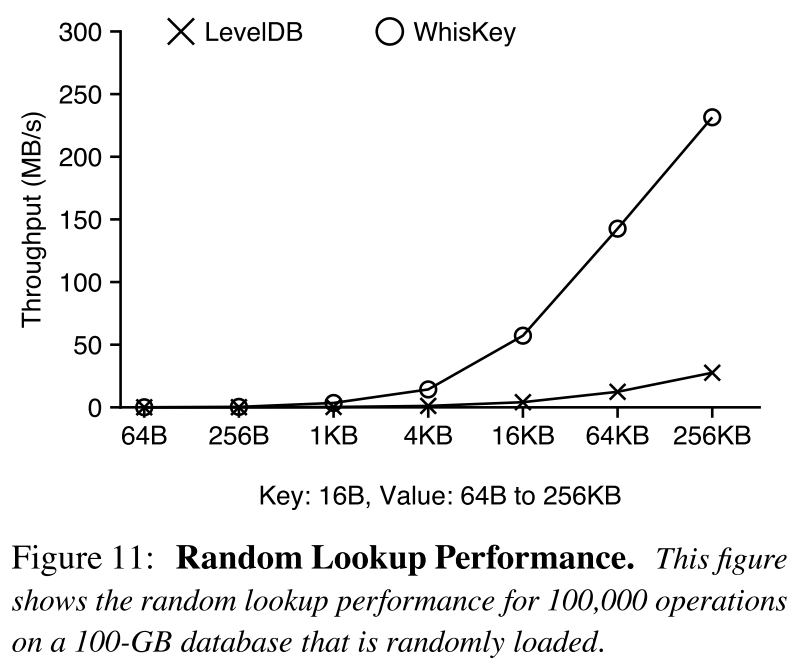 300
LevelDB
WhisKey
250
200
150
100
50
0
Throughput (MB/s)
64B 256B 1KB 4KB 16KB 64KB 256KB
Key: 16B, Value: 64B to 256KB
Figure 11: Random Lookup Performance. This figure
shows the random lookup performance for 100,000 operations
on a 100-GB database that is randomly loaded.